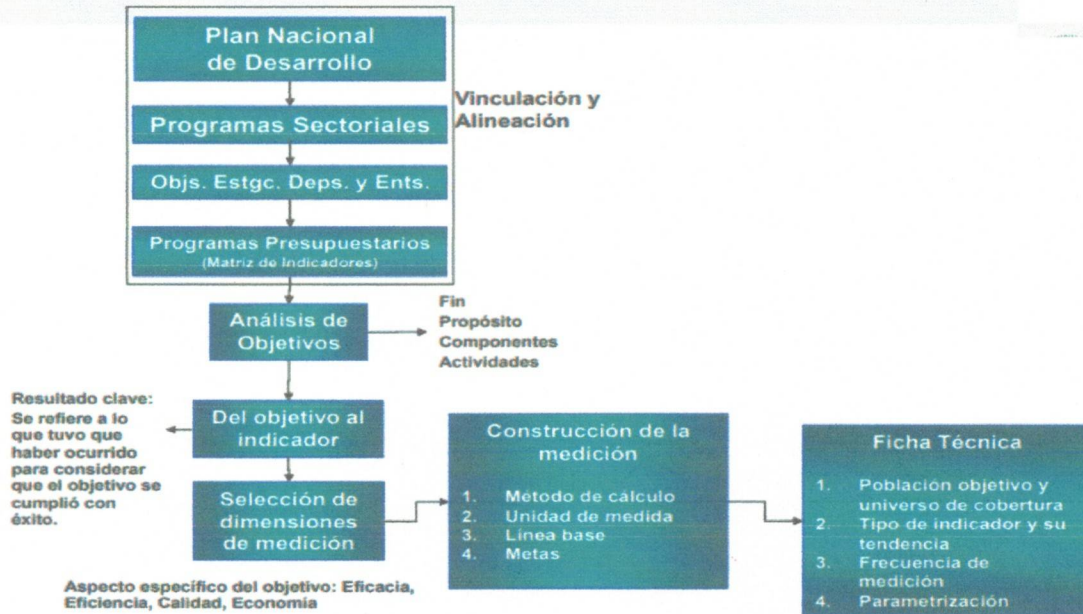 Plan Nacional
de Desarrollo
Vinculación y
Alineación
Programas Sectoriales
Objs. Estgc. Deps. y Ents.
Programas Presupuestarios
(Matriz de Indicadores)
Análisis de
Objetivos
Fin
Propósito
Componentes
Actividades
Resultado clave:
Se refiere a lo
que tuvo que
haber ocurrido
para considerar
que el objetivo se
cumplió con
éxito.
Del objetivo al
indicador
Selección de
dimensiones
de medición
Aspecto específico del objetivo: Eficacia,
Eficiencia, Calidad, Economía
Construcción de la
medición
1. Método de cálculo
2. Unidad de medida
3. Línea base
4. Metas
Ficha Técnica
1. Población objetivo y
universo de cobertura
2. Tipo de indicador y su
tendencia
3. Frecuencia de
medición
4. Parametrización